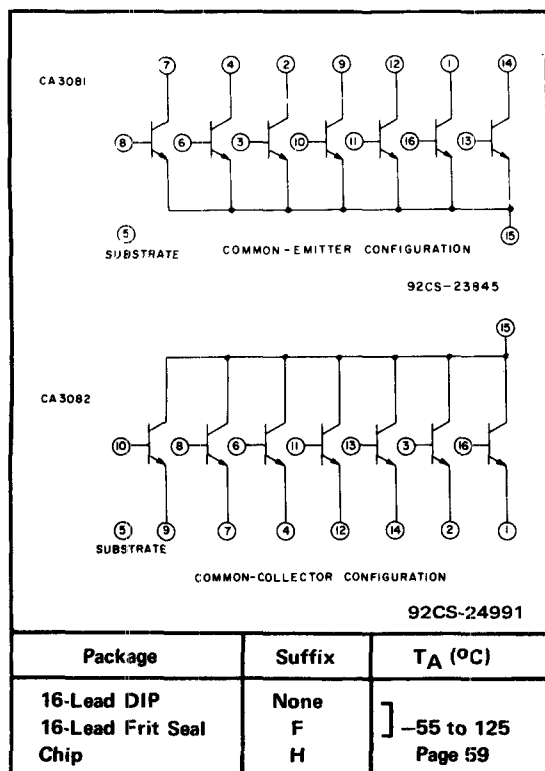 7 4 2 9 12 1 14
CA3081
8 6 3 10 11 16 13
5
SUBSTRATE
COMMON-EMITTER CONFIGURATION
15
92CS-23845
15
CA3082
10 8 6 11 13 3 16
5 9 7 4 12 14 2 1
SUBSTRATE
COMMON-COLLECTOR CONFIGURATION
92CS-24991
Package Suffix TA (ºC)
16-Lead DIP None
16-Lead Frit Seal F ] -55 to 125
Chip H Page 59